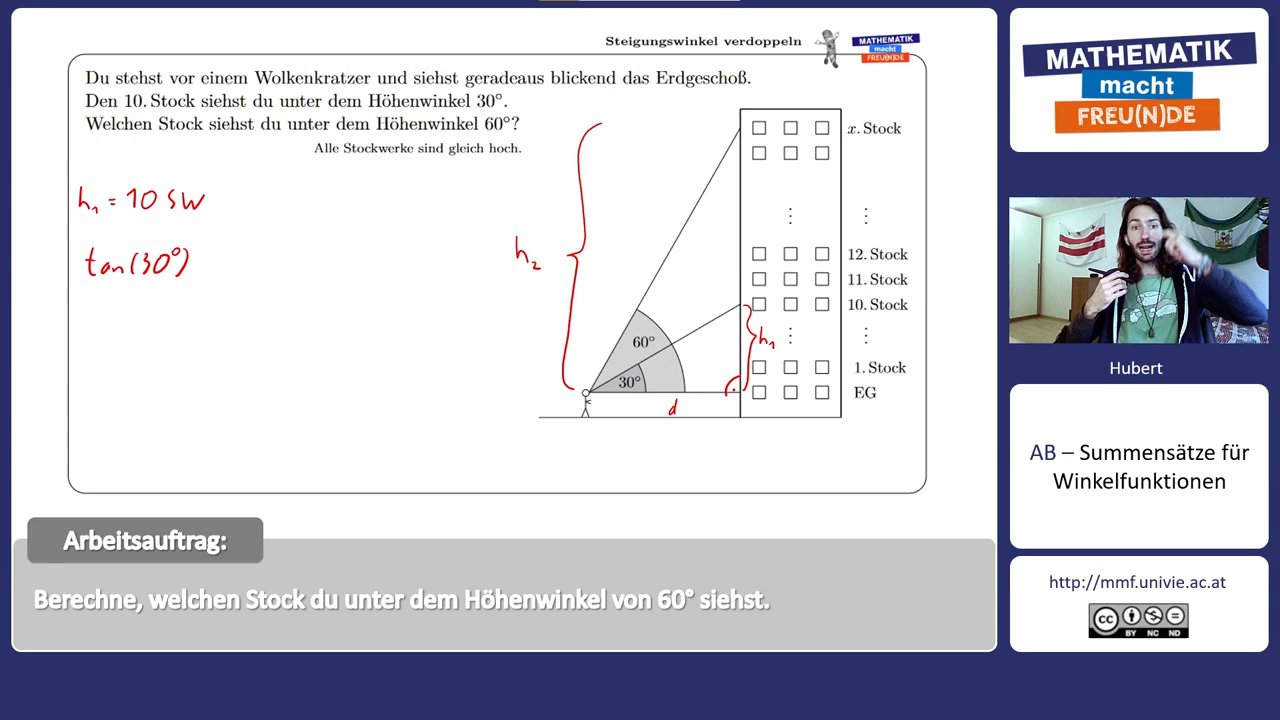 Steigungswinkel verdoppeln
MATHEMATIK
macht
FREU(N)DE
Du stehst vor einem Wolkenkratzer und siehst geradeaus blickend das Erdgeschoß.
Den 10. Stock siehst du unter dem Höhenwinkel 30°.
Welchen Stock siehst du unter dem Höhenwinkel 60°?
Alle Stockwerke sind gleich hoch.
h₁ = 10 SW
tan(30°)
h₂
60°
30°
d
h₁
x. Stock
12. Stock
11. Stock
10. Stock
1. Stock
EG
Arbeitsauftrag:
Berechne, welchen Stock du unter dem Höhenwinkel von 60° siehst.
MATHEMATIK
macht
FREU(N)DE
Hubert
AB – Summensätze für
Winkelfunktionen
http://mmf.univie.ac.at
cc
BY NC ND